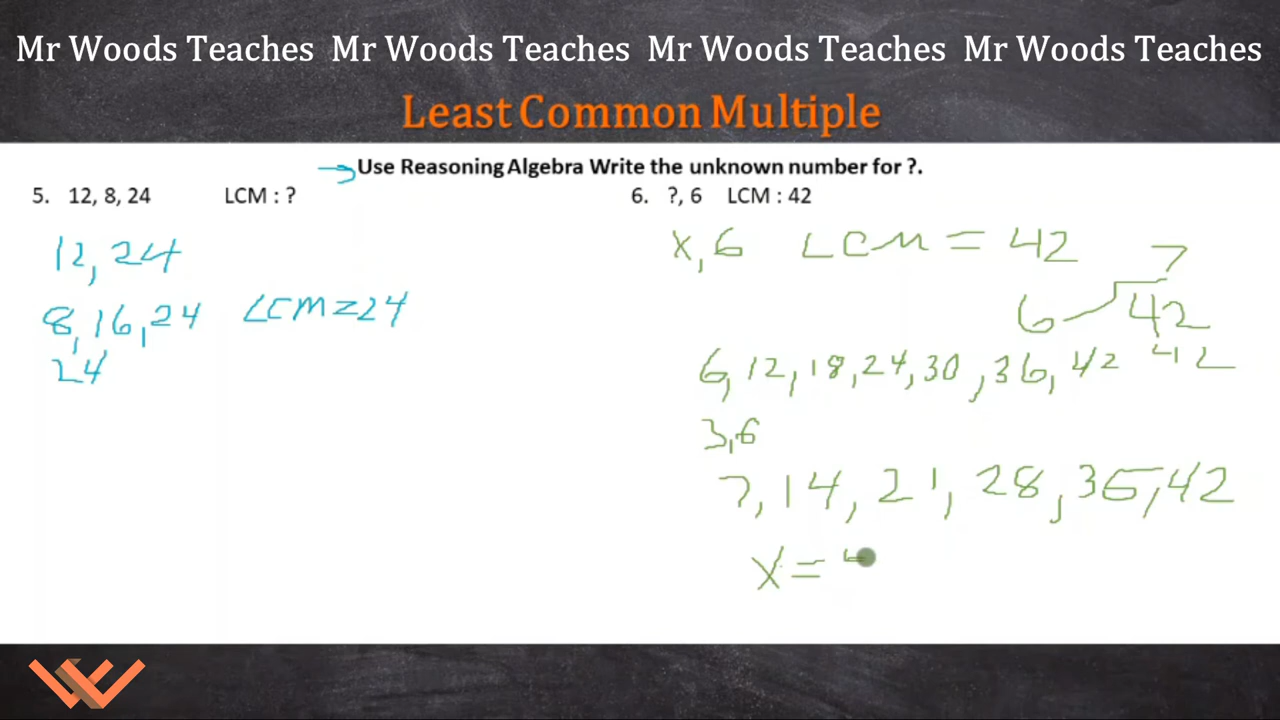 Mr Woods Teaches Mr Woods Teaches Mr Woods Teaches Mr Woods Teaches
Least Common Multiple
Use Reasoning Algebra Write the unknown number for ?.
5. 12, 8, 24 LCM : ?
12, 24
8, 16, 24 LCM = 24
24
6. ?, 6 LCM : 42
x, 6 LCM = 42
7
6 42
42
6, 12, 18, 24, 30, 36, 42
3, 6
7, 14, 21, 28, 35, 42
x =